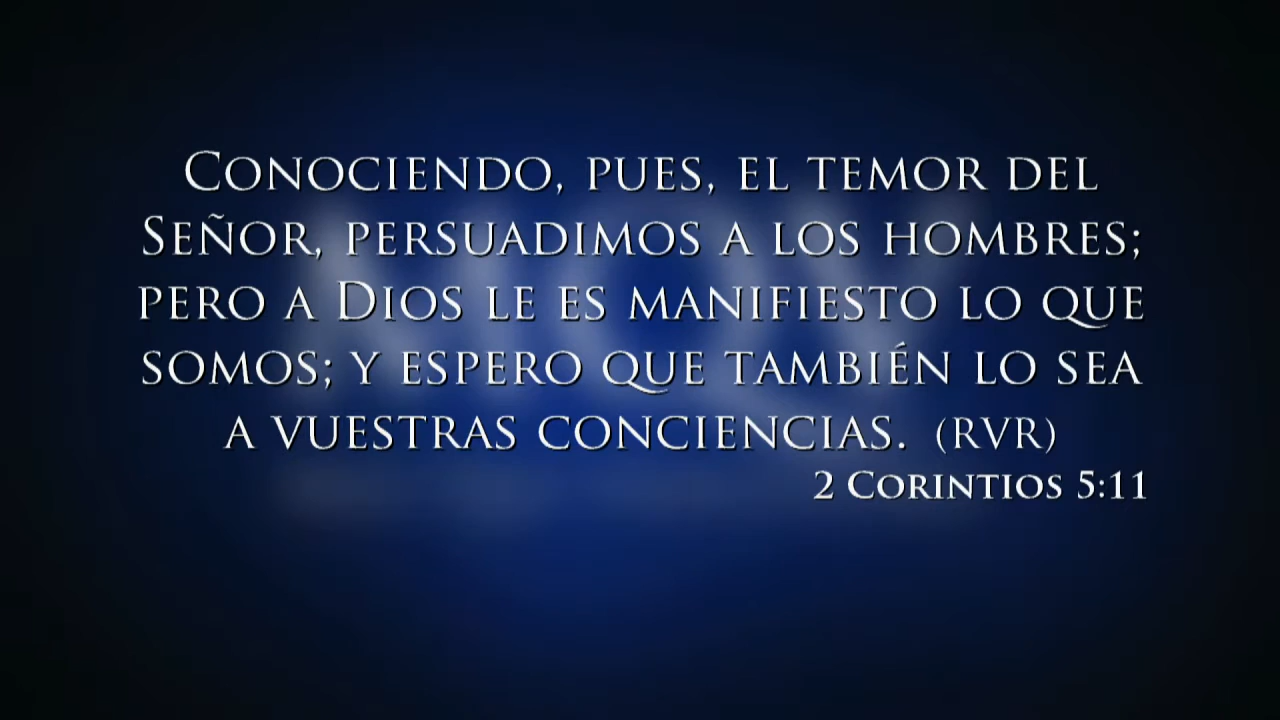 Conociendo, pues, el temor del
Señor, persuadimos a los hombres;
pero a Dios le es manifiesto lo que
somos; y espero que también lo sea
a vuestras conciencias. (RVR)
2 Corintios 5:11